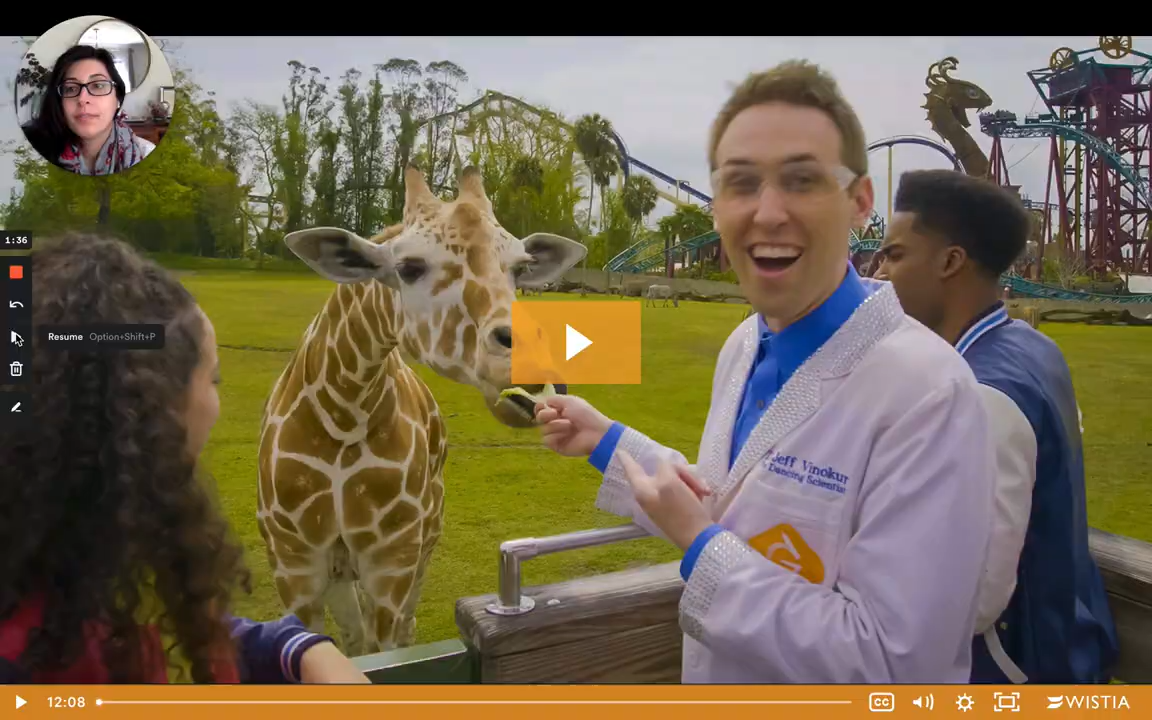 1:36
Resume Option+Shift+P
Jeff Vinokur
Dancing Scientist
12:08
CC
WISTIA